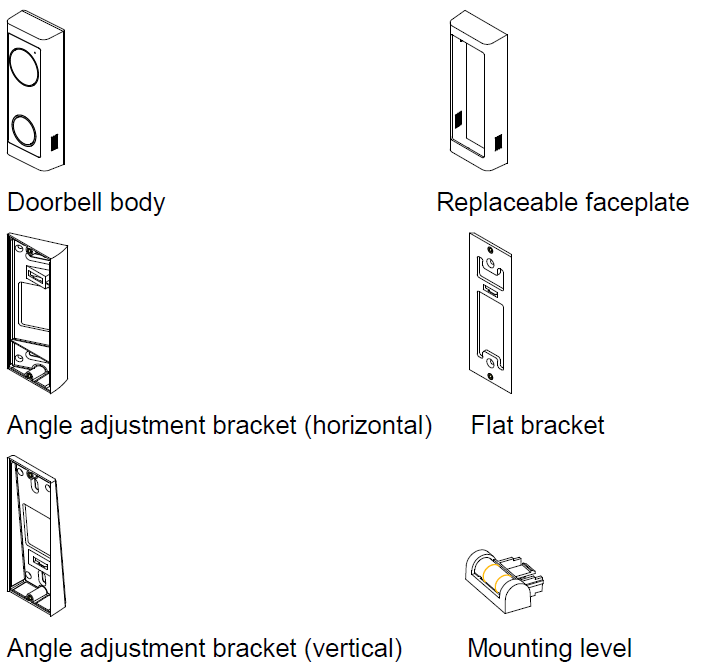 Doorbell body
Replaceable faceplate
Angle adjustment bracket (horizontal)
Flat bracket
Angle adjustment bracket (vertical)
Mounting level